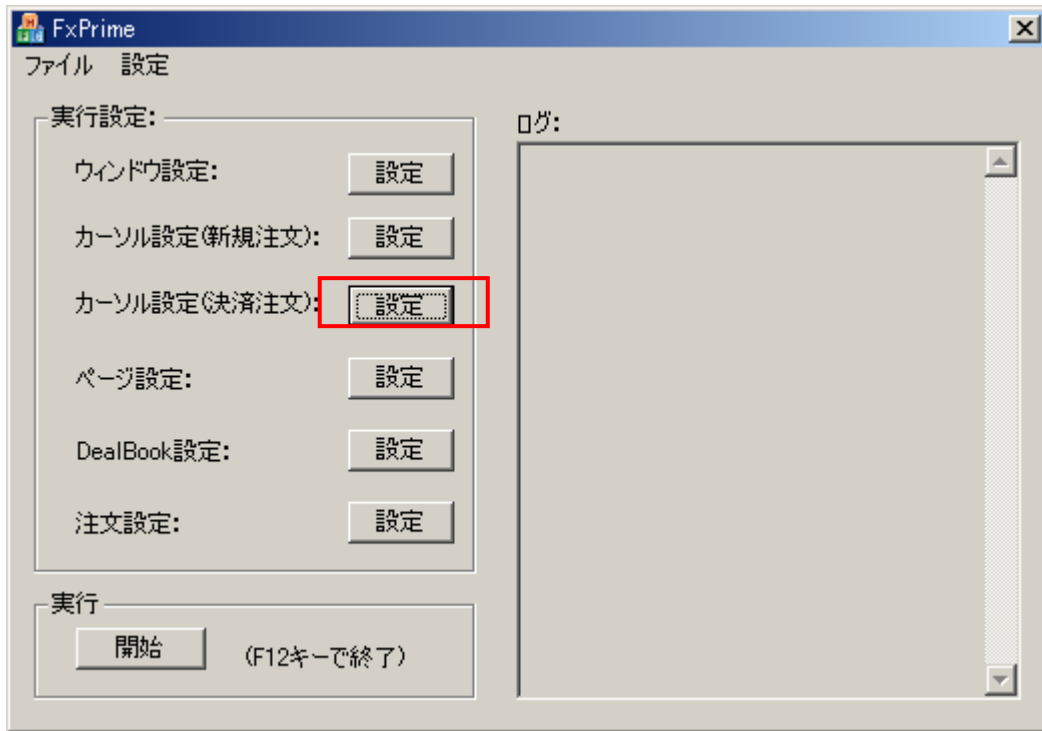 FxPrime
ファイル 設定
実行設定:
ウィンドウ設定: 設定
カーソル設定(新規注文): 設定
カーソル設定(決済注文): 設定
ページ設定: 設定
DealBook設定: 設定
注文設定: 設定
実行
開始 (F12キーで終了)
ログ: